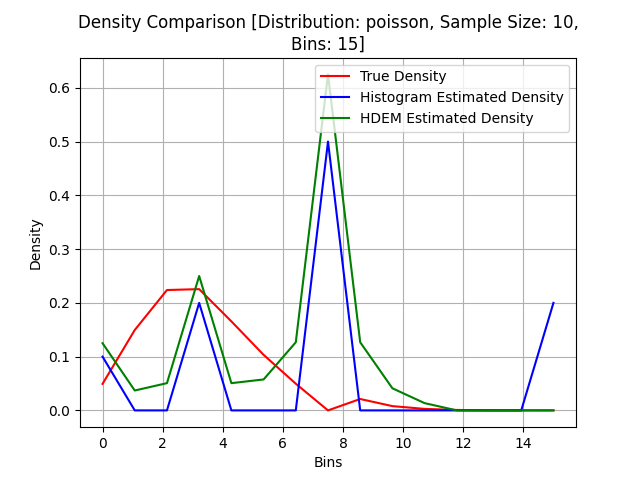 Density Comparison [Distribution: poisson, Sample Size: 10,
Bins: 15]
True Density
Histogram Estimated Density
HDEM Estimated Density
Density
0.6
0.5
0.4
0.3
0.2
0.1
0.0
0 2 4 6 8 10 12 14
Bins